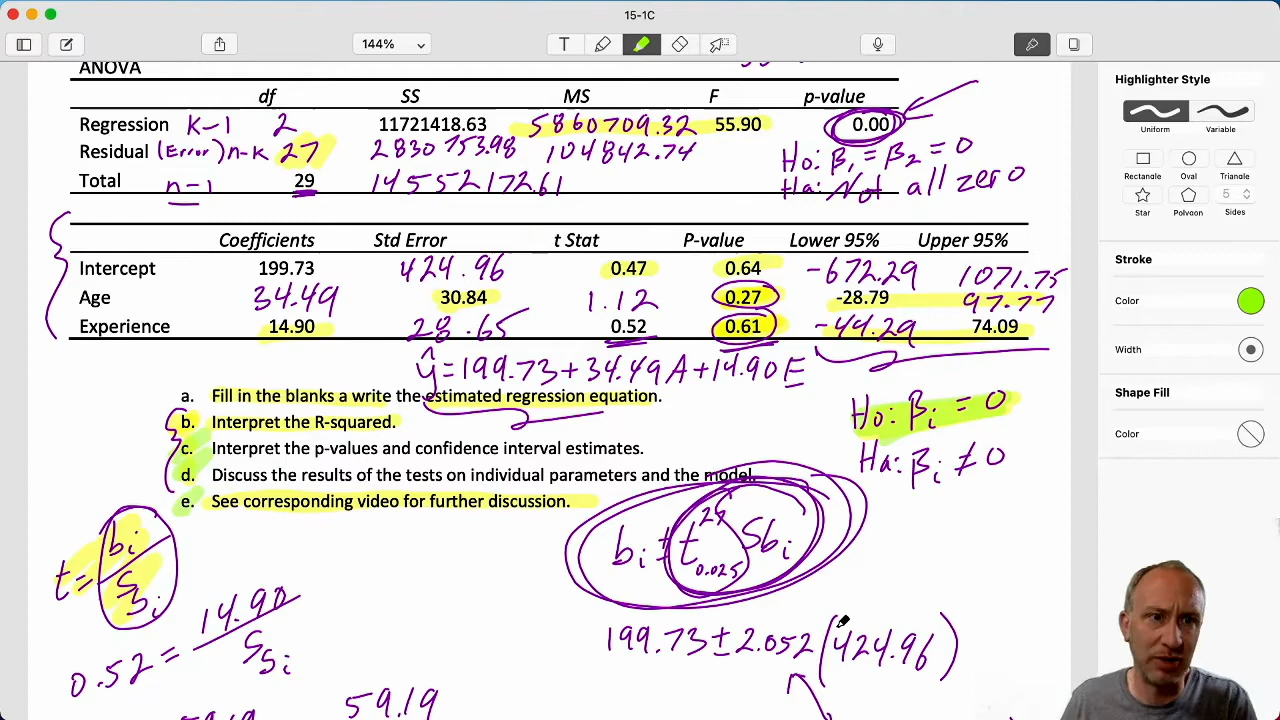 15-1C
144%
T
Highlighter Style
Uniform
Variable
Rectangle
Oval
Triangle
Star
Polygon
5
Sides
Stroke
Color
Width
Shape Fill
Color
ANOVA
df SS MS F p-value
Regression K-1 2 11721418.63 5860709.32 55.90 0.00
Residual (Error) n-k 27 2830753.98 104842.74
Total n-1 29 14552172.61
Ho: β1 = β2 = 0
Ha: Not all zero
Coefficients Std Error t Stat P-value Lower 95% Upper 95%
Intercept 199.73 424.96 0.47 0.64 -672.29 1071.75
Age 34.49 30.84 1.12 0.27 -28.79 97.77
Experience 14.90 28.65 0.52 0.61 -44.29 74.09
ŷ = 199.73 + 34.49A + 14.90E
a. Fill in the blanks a write the estimated regression equation.
b. Interpret the R-squared.
c. Interpret the p-values and confidence interval estimates.
d. Discuss the results of the tests on individual parameters and the model.
e. See corresponding video for further discussion.
Ho: βi = 0
Ha: βi ≠ 0
t = bi / Sbi
bi ± t 27 0.025 Sbi
0.52 = 14.90 / Sbi
199.73 ± 2.052 (424.96)
59.19